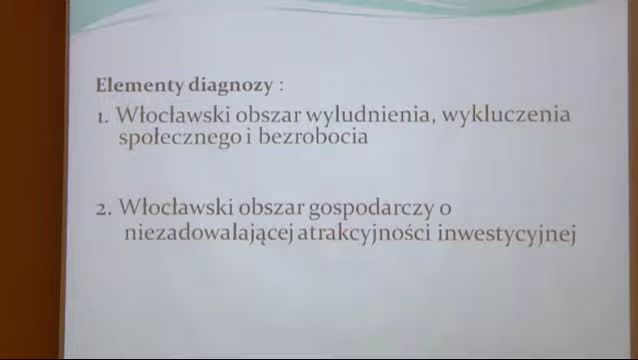 Elementy diagnozy :
1. Włocławski obszar wyludnienia, wykluczenia
społecznego i bezrobocia
2. Włocławski obszar gospodarczy o
niezadowalającej atrakcyjności inwestycyjnej